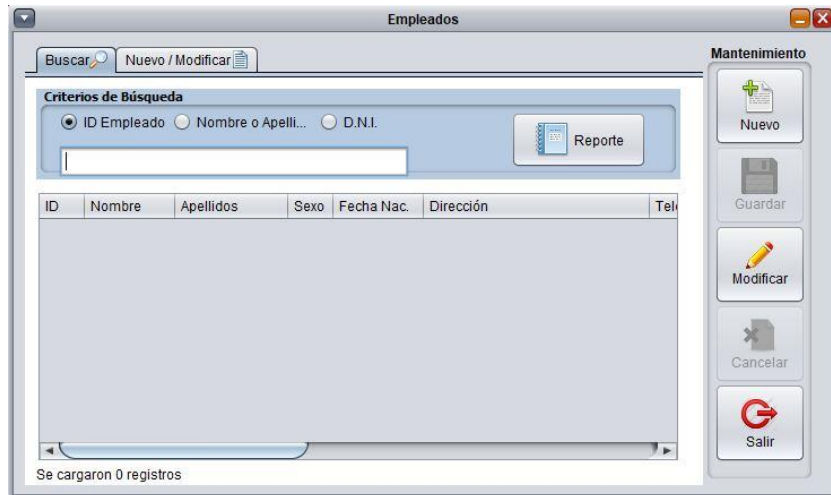 Empleados
Buscar
Nuevo / Modificar
Mantenimiento
Criterios de Búsqueda
ID Empleado
Nombre o Apelli...
D.N.I.
Reporte
Nuevo
Guardar
Modificar
Cancelar
Salir
ID Nombre Apellidos Sexo Fecha Nac. Dirección Tel
Se cargaron 0 registros